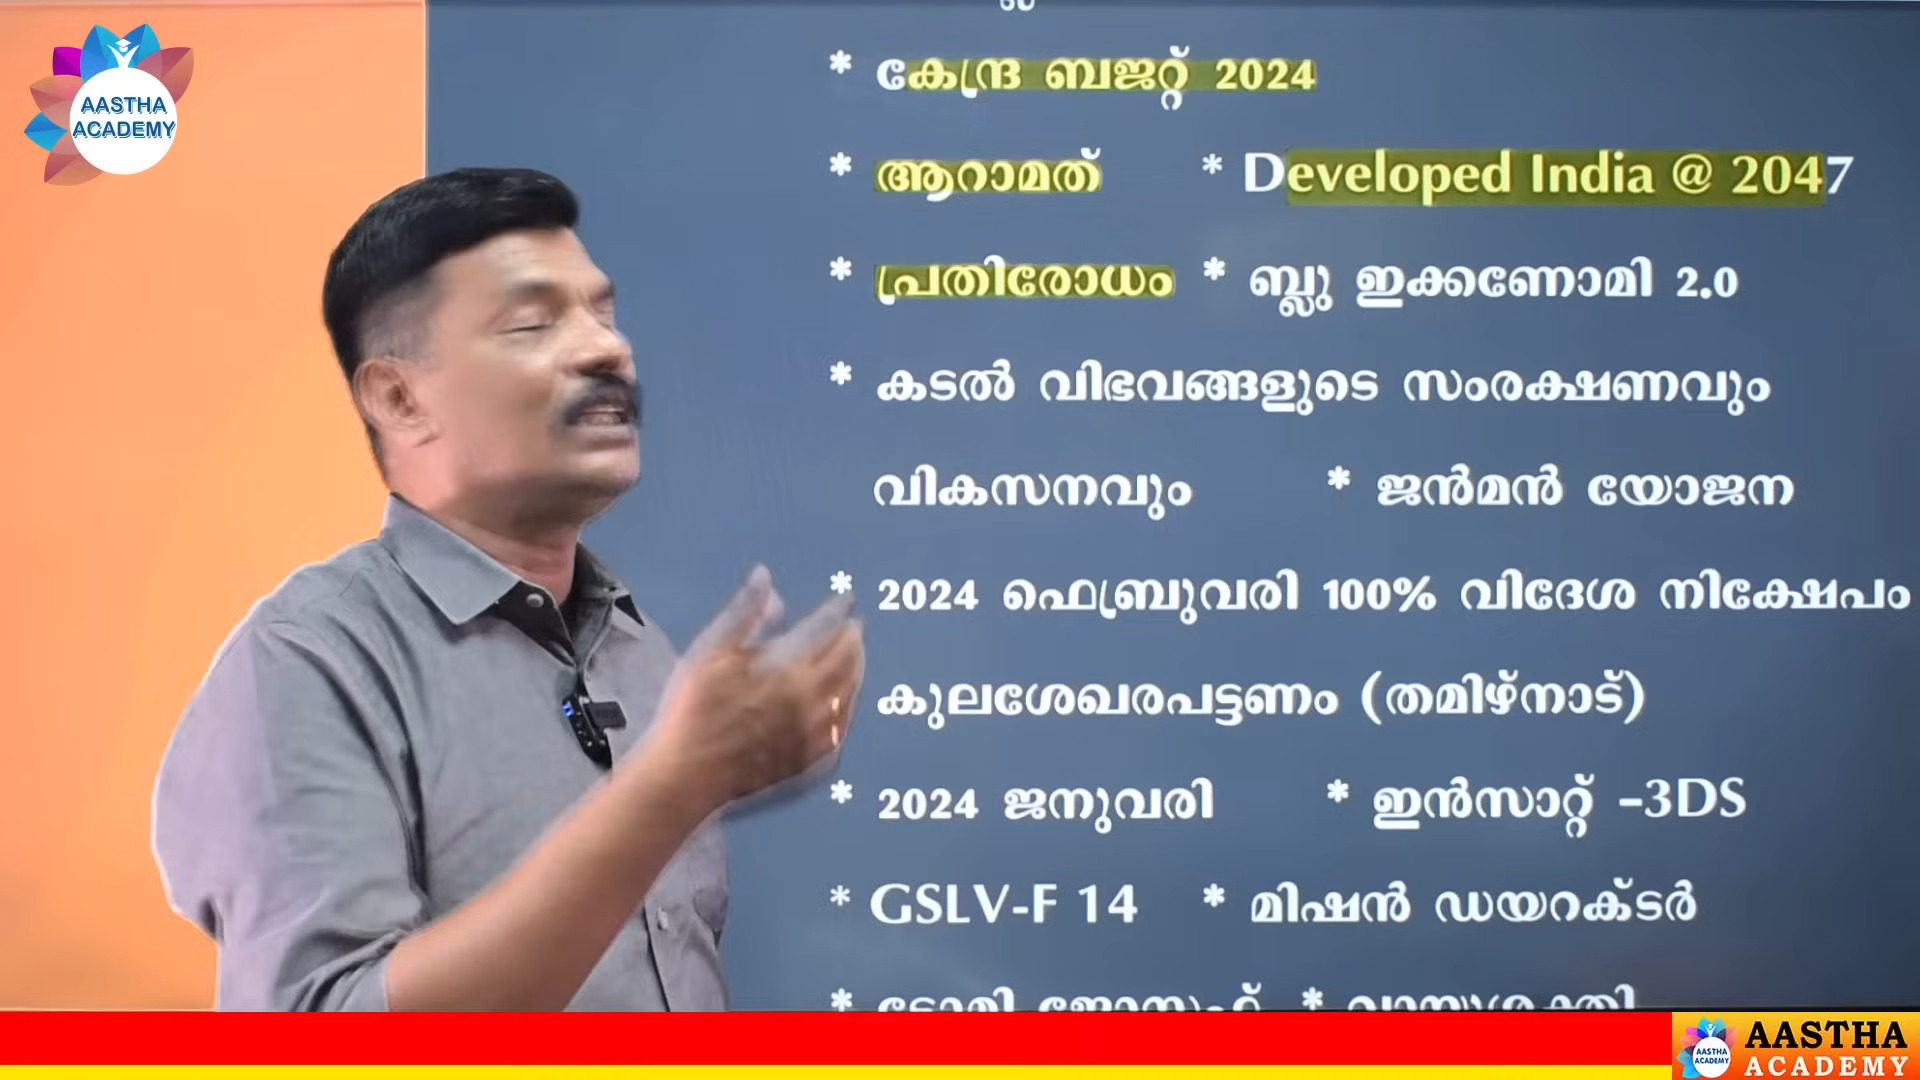 AASTHA
ACADEMY
* കേന്ദ്ര ബജറ്റ് 2024
* ആറാമത് * Developed India @ 2047
* പ്രതിരോധം * ബ്ലു ഇക്കണോമി 2.0
* കടൽ വിഭവങ്ങളുടെ സംരക്ഷണവും
വികസനവും * ജൻമൻ യോജന
* 2024 ഫെബ്രുവരി 100% വിദേശ നിക്ഷേപം
കുലശേഖരപട്ടണം (തമിഴ്നാട്)
* 2024 ജനുവരി * ഇൻസാറ്റ് -3DS
* GSLV-F 14 * മിഷൻ ഡയറക്ടർ
AASTHA
ACADEMY
AASTHA
ACADEMY